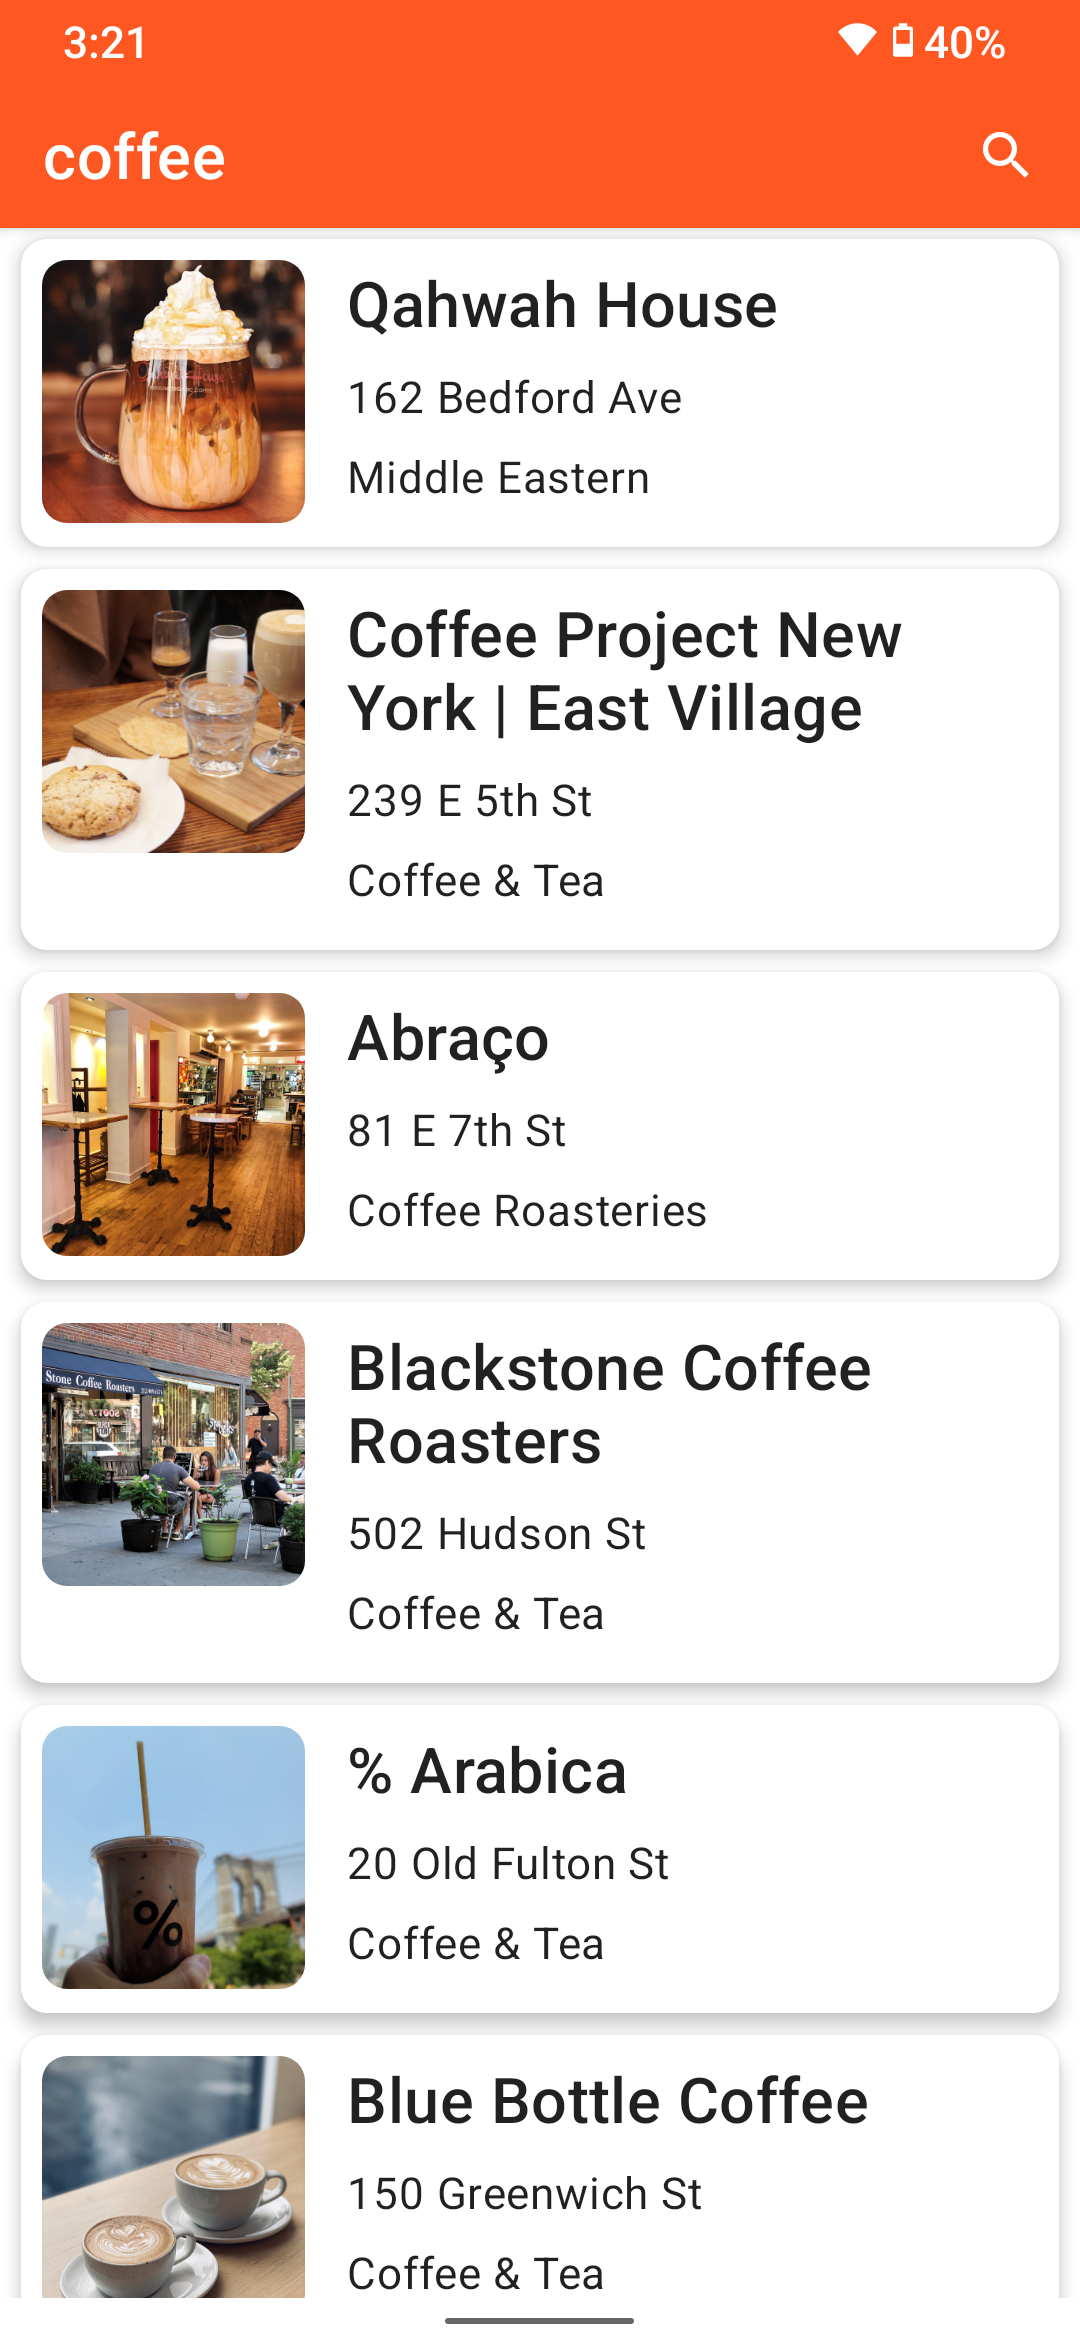 3:21
40%
coffee
Qahwah House
162 Bedford Ave
Middle Eastern
Coffee Project New
York | East Village
239 E 5th St
Coffee & Tea
Abraço
81 E 7th St
Coffee Roasteries
Stone Coffee Roasters
Blackstone Coffee
Roasters
502 Hudson St
Coffee & Tea
%
% Arabica
20 Old Fulton St
Coffee & Tea
Blue Bottle Coffee
150 Greenwich St
Coffee & Tea